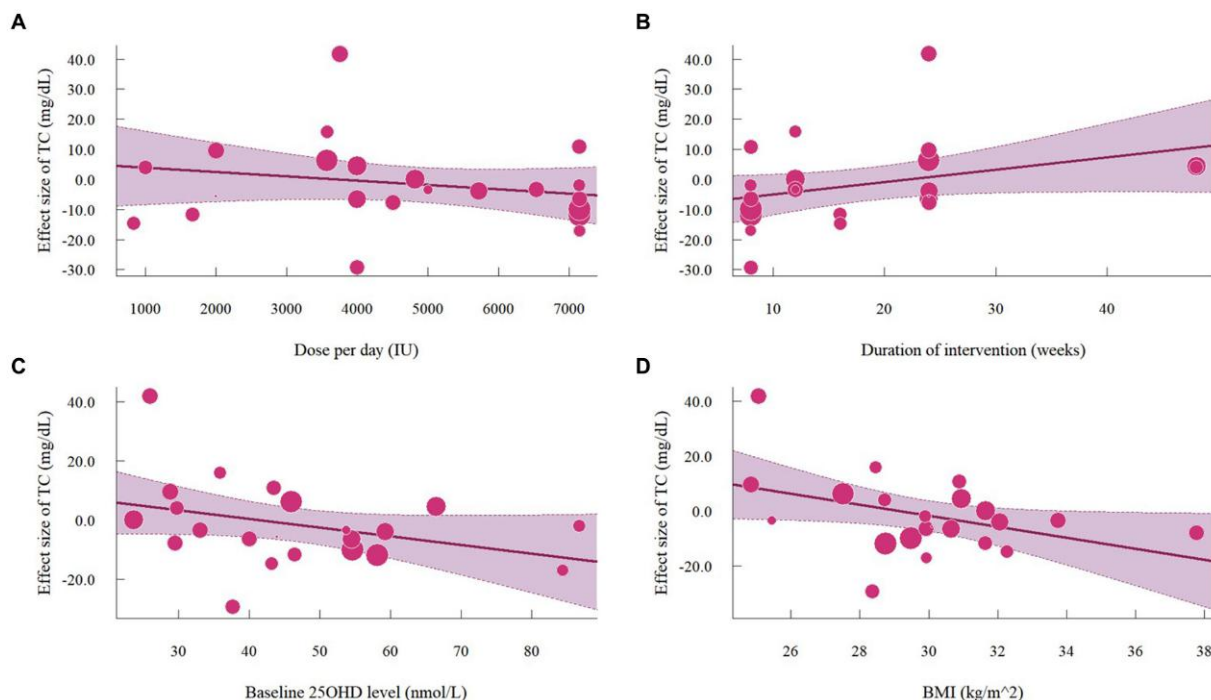 A
B
Effect size of TC (mg/dL)
40.0
30.0
20.0
10.0
0.0
-10.0
-20.0
-30.0
1000 2000 3000 4000 5000 6000 7000
Dose per day (IU)
Effect size of TC (mg/dL)
40.0
30.0
20.0
10.0
0.0
-10.0
-20.0
-30.0
10 20 30 40
Duration of intervention (weeks)
C
D
Effect size of TC (mg/dL)
40.0
20.0
0.0
-20.0
30 40 50 60 70 80
Baseline 25OHD level (nmol/L)
Effect size of TC (mg/dL)
40.0
20.0
0.0
-20.0
26 28 30 32 34 36 38
BMI (kg/m^2)